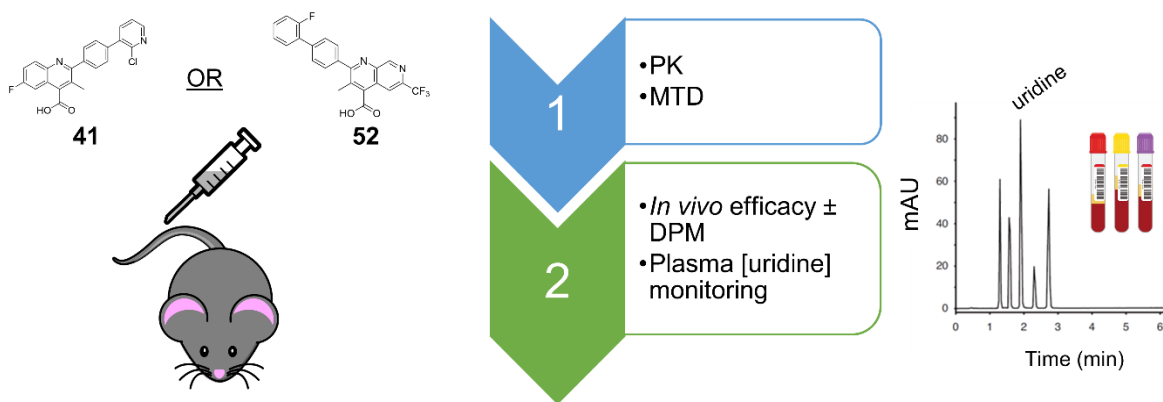 F
N
Cl
N
F
HO
O
41
OR
F
N
N
CF3
HO
O
52
1
•PK
•MTD
2
•In vivo efficacy ±
DPM
•Plasma [uridine]
monitoring
uridine
mAU
80
60
40
20
0
0 1 2 3 4 5 6
Time (min)